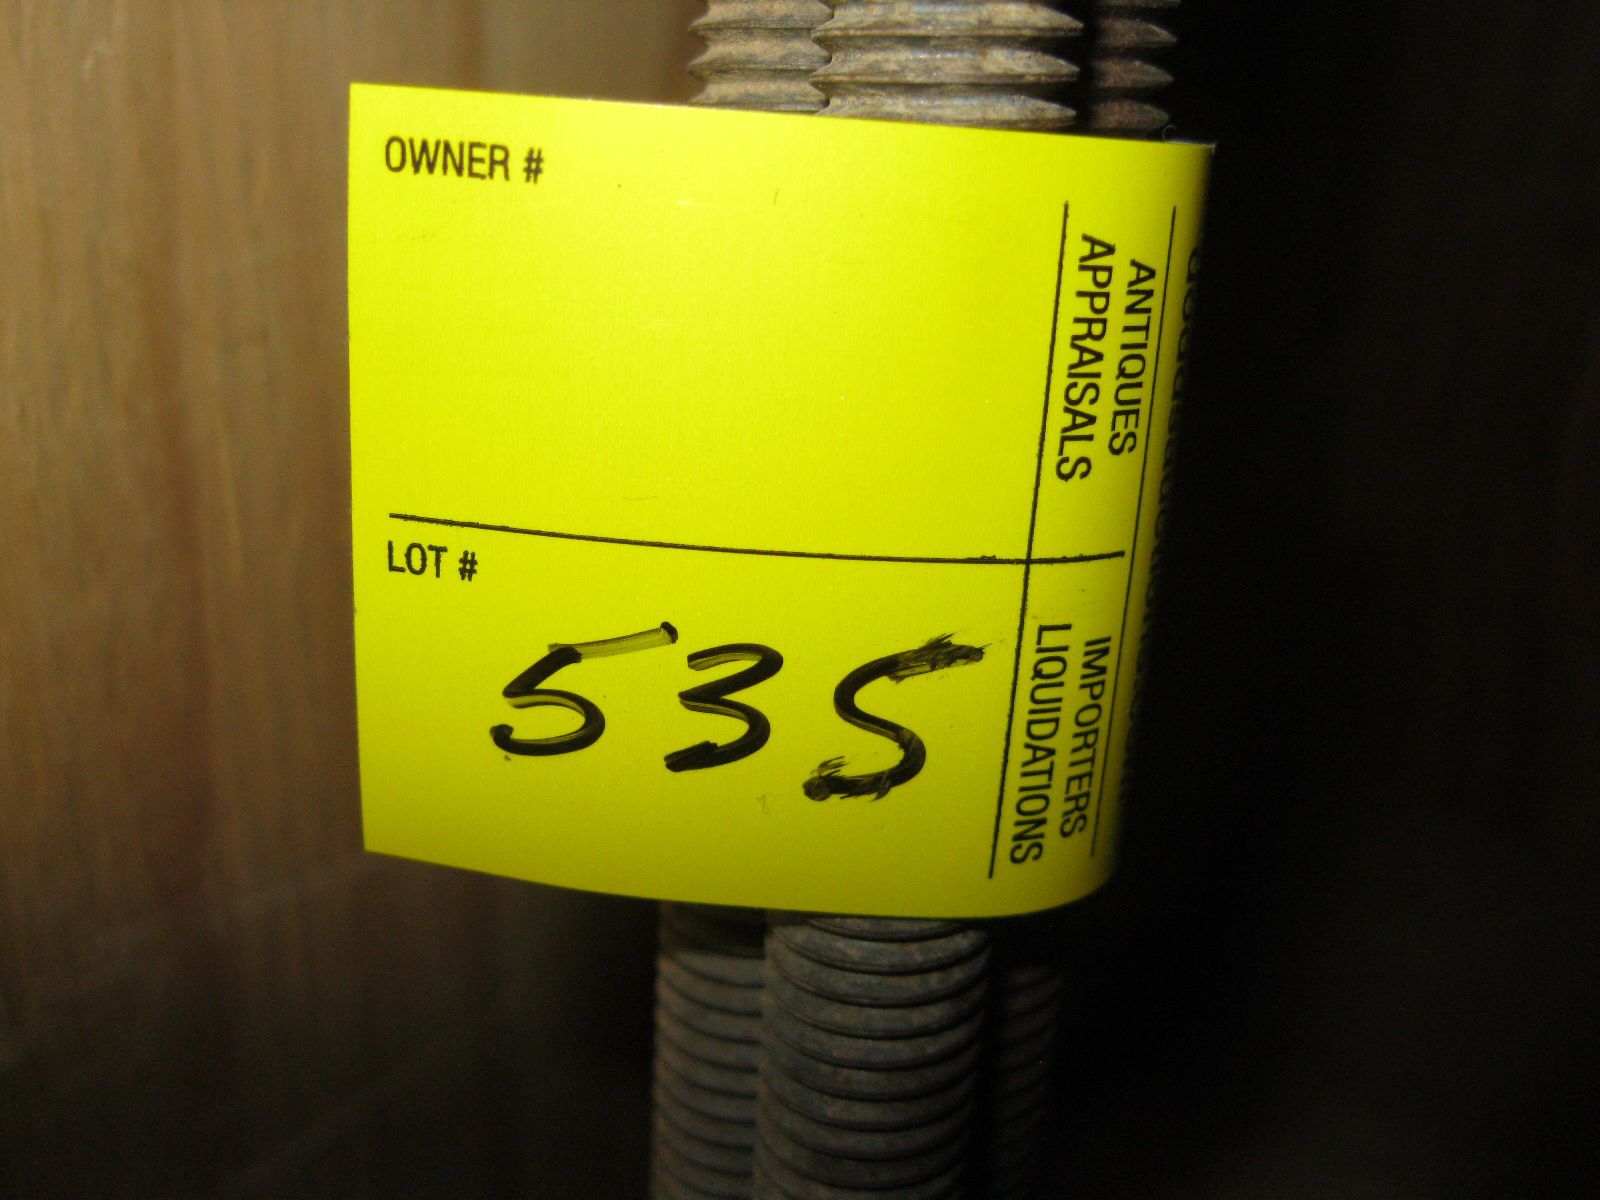 OWNER #
LOT #
535
ANTIQUES
APPRAISALS
IMPORTERS
LIQUIDATIONS